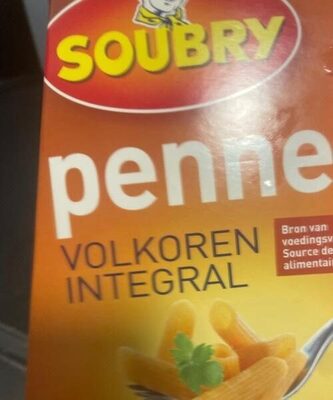 SOUBRY
penne
VOLKOREN
INTEGRAL
Bron van
Source de